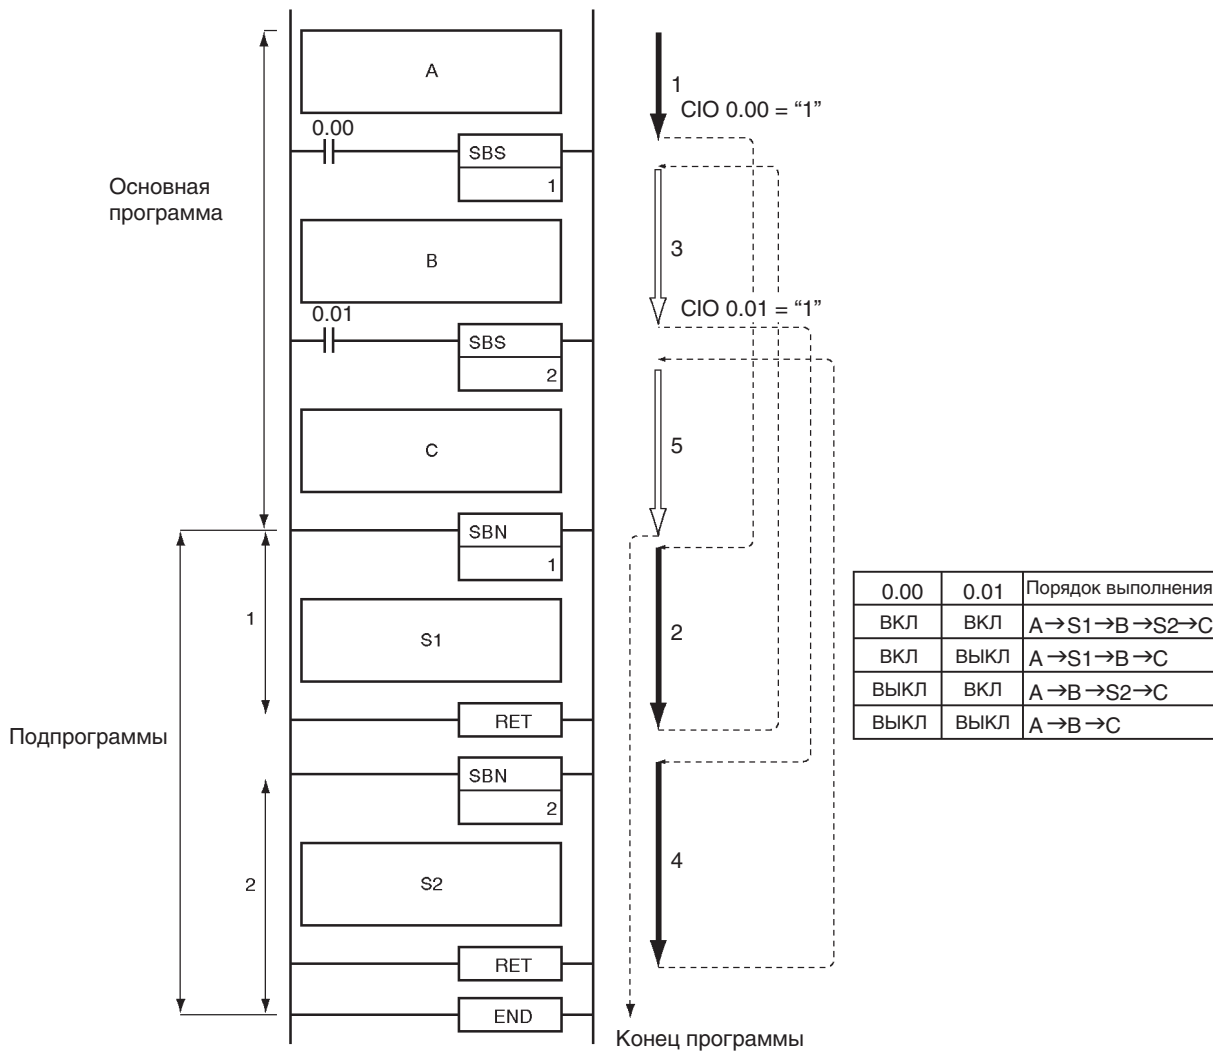 A
1
CIO 0.00 = “1”
0.00
SBS
1
Основная
программа
B
3
CIO 0.01 = “1”
0.01
SBS
2
C
5
SBN
1
1
S1
2
RET
Подпрограммы
SBN
2
2
S2
4
RET
END
Конец программы
0.00 0.01 Порядок выполнения
ВКЛ ВКЛ A→S1→B→S2→C
ВКЛ ВЫКЛ A→S1→B→C
ВЫКЛ ВКЛ A→B→S2→C
ВЫКЛ ВЫКЛ A→B→C